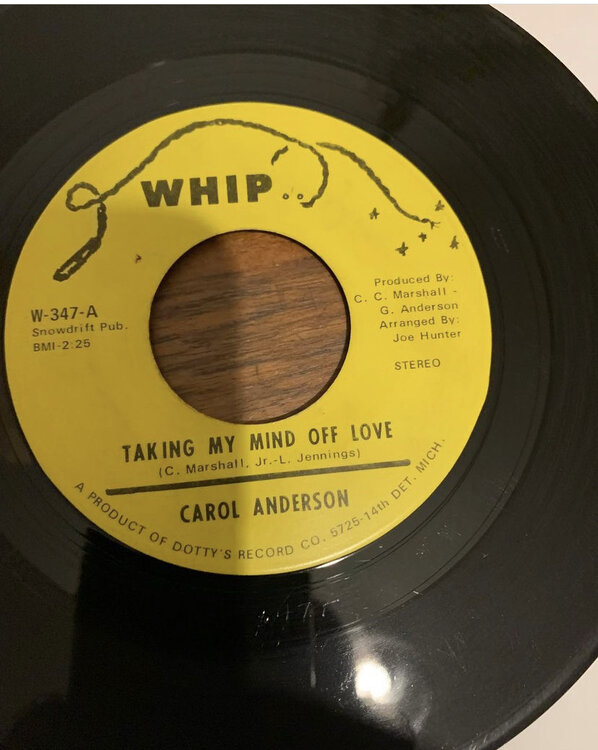 WHIP..
W-347-A
Snowdrift Pub.
BMI-2:25
Produced By:
C. C. Marshall -
G. Anderson
Arranged By:
Joe Hunter
STEREO
TAKING MY MIND OFF LOVE
(C. Marshall, Jr.-L. Jennings)
CAROL ANDERSON
A PRODUCT OF DOTTY'S RECORD CO. 5725-14th DET. MICH.